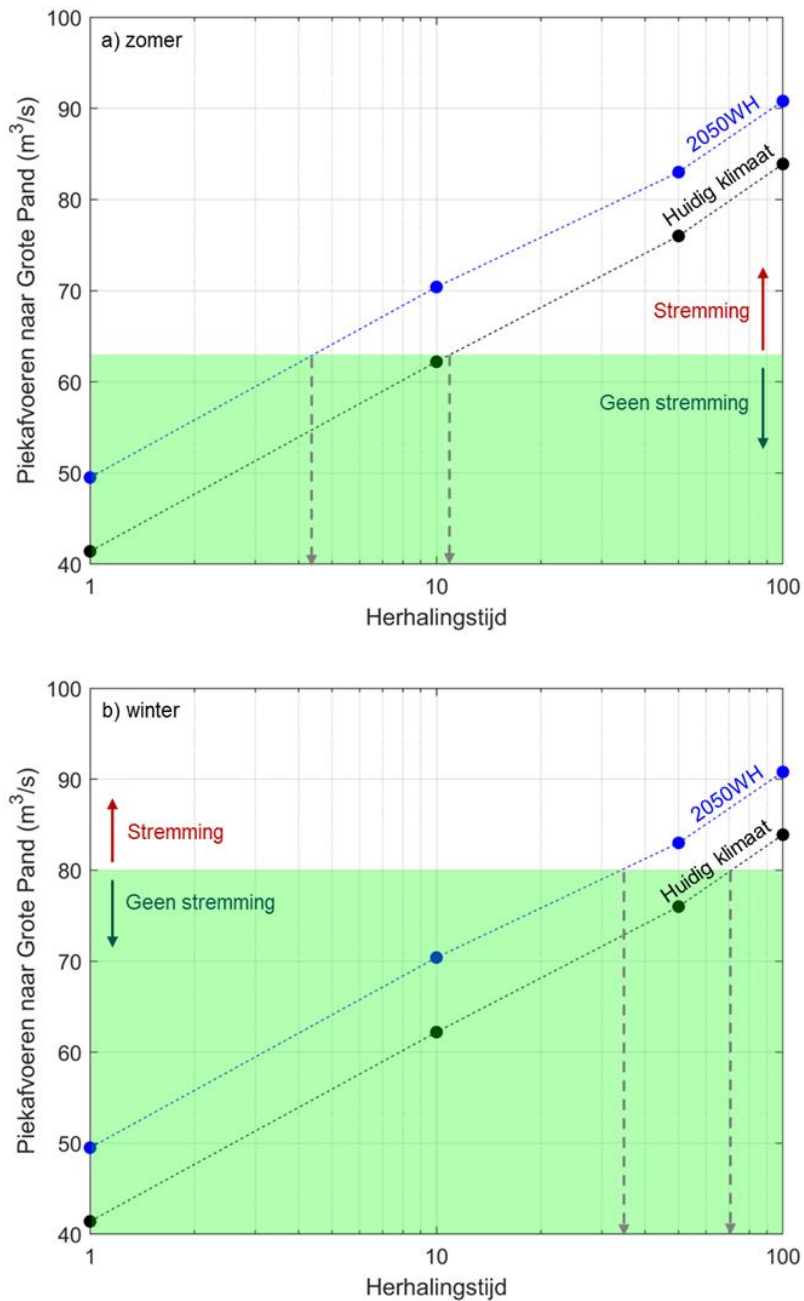 a) zomer
Piekafvoeren naar Grote Pand (m³/s)
100
90
80
70
60
50
40
2050WH
Huidig klimaat
Stremming
Geen stremming
1
10
100
Herhalingstijd
b) winter
Piekafvoeren naar Grote Pand (m³/s)
100
90
80
70
60
50
40
2050WH
Huidig klimaat
Stremming
Geen stremming
1
10
100
Herhalingstijd